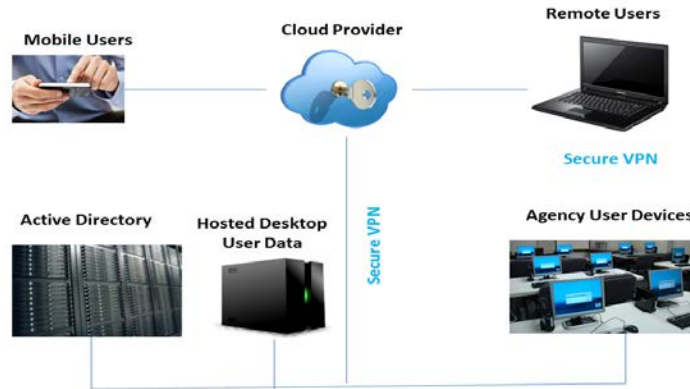 Mobile Users
Cloud Provider
Remote Users
Secure VPN
Active Directory
Hosted Desktop
User Data
Secure VPN
Agency User Devices